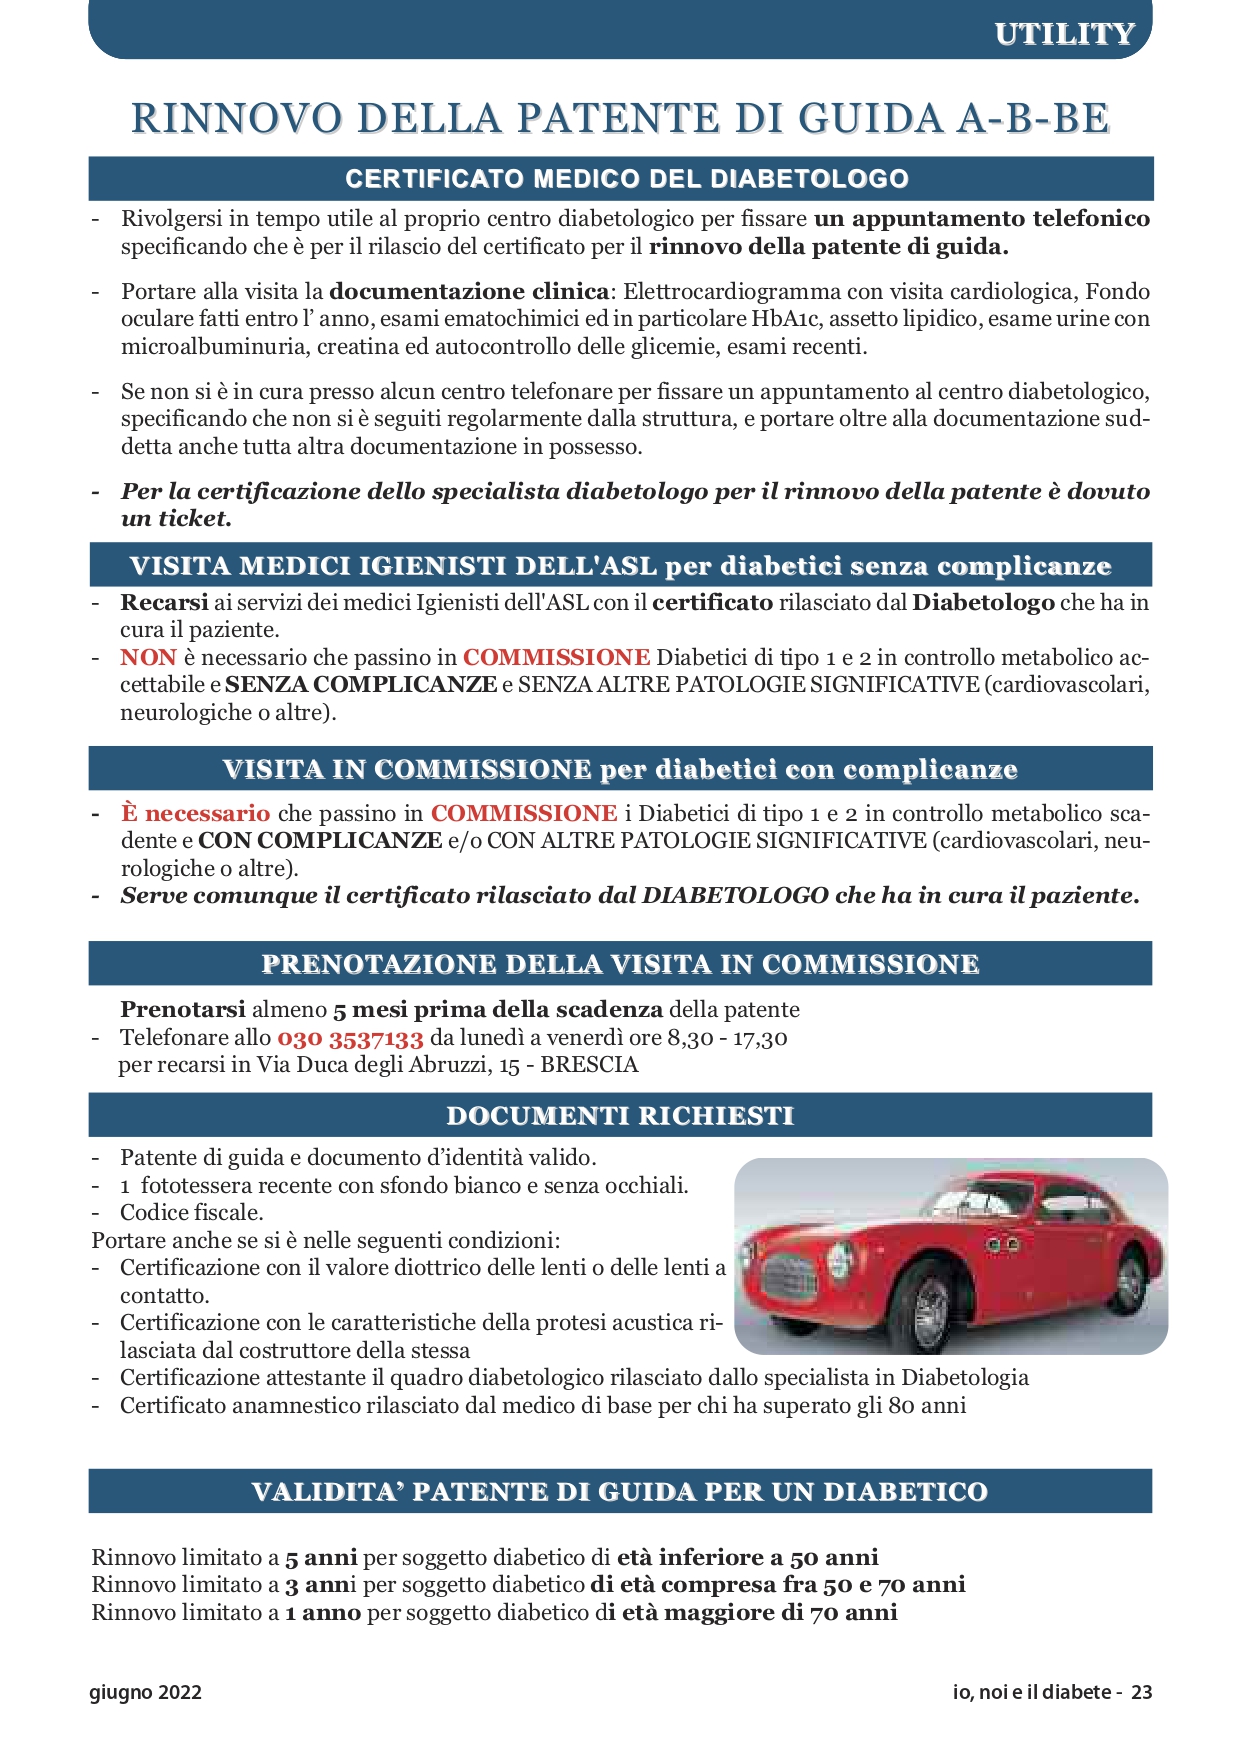 UTILITY
RINNOVO DELLA PATENTE DI GUIDA A-B-BE
CERTIFICATO MEDICO DEL DIABETOLOGO
- Rivolgersi in tempo utile al proprio centro diabetologico per fissare un appuntamento telefonico
specificando che è per il rilascio del certificato per il rinnovo della patente di guida.
- Portare alla visita la documentazione clinica: Elettrocardiogramma con visita cardiologica, Fondo
oculare fatti entro l’ anno, esami ematochimici ed in particolare HbA1c, assetto lipidico, esame urine con
microalbuminuria, creatina ed autocontrollo delle glicemie, esami recenti.
- Se non si è in cura presso alcun centro telefonare per fissare un appuntamento al centro diabetologico,
specificando che non si è seguiti regolarmente dalla struttura, e portare oltre alla documentazione sud-
detta anche tutta altra documentazione in possesso.
- Per la certificazione dello specialista diabetologo per il rinnovo della patente è dovuto
un ticket.
VISITA MEDICI IGIENISTI DELL'ASL per diabetici senza complicanze
- Recarsi ai servizi dei medici Igienisti dell'ASL con il certificato rilasciato dal Diabetologo che ha in
cura il paziente.
- NON è necessario che passino in COMMISSIONE Diabetici di tipo 1 e 2 in controllo metabolico ac-
cettabile e SENZA COMPLICANZE e SENZA ALTRE PATOLOGIE SIGNIFICATIVE (cardiovascolari,
neurologiche o altre).
VISITA IN COMMISSIONE per diabetici con complicanze
- È necessario che passino in COMMISSIONE i Diabetici di tipo 1 e 2 in controllo metabolico sca-
dente e CON COMPLICANZE e/o CON ALTRE PATOLOGIE SIGNIFICATIVE (cardiovascolari, neu-
rologiche o altre).
- Serve comunque il certificato rilasciato dal DIABETOLOGO che ha in cura il paziente.
PRENOTAZIONE DELLA VISITA IN COMMISSIONE
Prenotarsi almeno 5 mesi prima della scadenza della patente
- Telefonare allo 030 3537133 da lunedì a venerdì ore 8,30 - 17,30
per recarsi in Via Duca degli Abruzzi, 15 - BRESCIA
DOCUMENTI RICHIESTI
- Patente di guida e documento d’identità valido.
- 1 fototessera recente con sfondo bianco e senza occhiali.
- Codice fiscale.
Portare anche se si è nelle seguenti condizioni:
- Certificazione con il valore diottrico delle lenti o delle lenti a
contatto.
- Certificazione con le caratteristiche della protesi acustica ri-
lasciata dal costruttore della stessa
- Certificazione attestante il quadro diabetologico rilasciato dallo specialista in Diabetologia
- Certificato anamnestico rilasciato dal medico di base per chi ha superato gli 80 anni
VALIDITA’ PATENTE DI GUIDA PER UN DIABETICO
Rinnovo limitato a 5 anni per soggetto diabetico di età inferiore a 50 anni
Rinnovo limitato a 3 anni per soggetto diabetico di età compresa fra 50 e 70 anni
Rinnovo limitato a 1 anno per soggetto diabetico di età maggiore di 70 anni
giugno 2022
io, noi e il diabete - 23